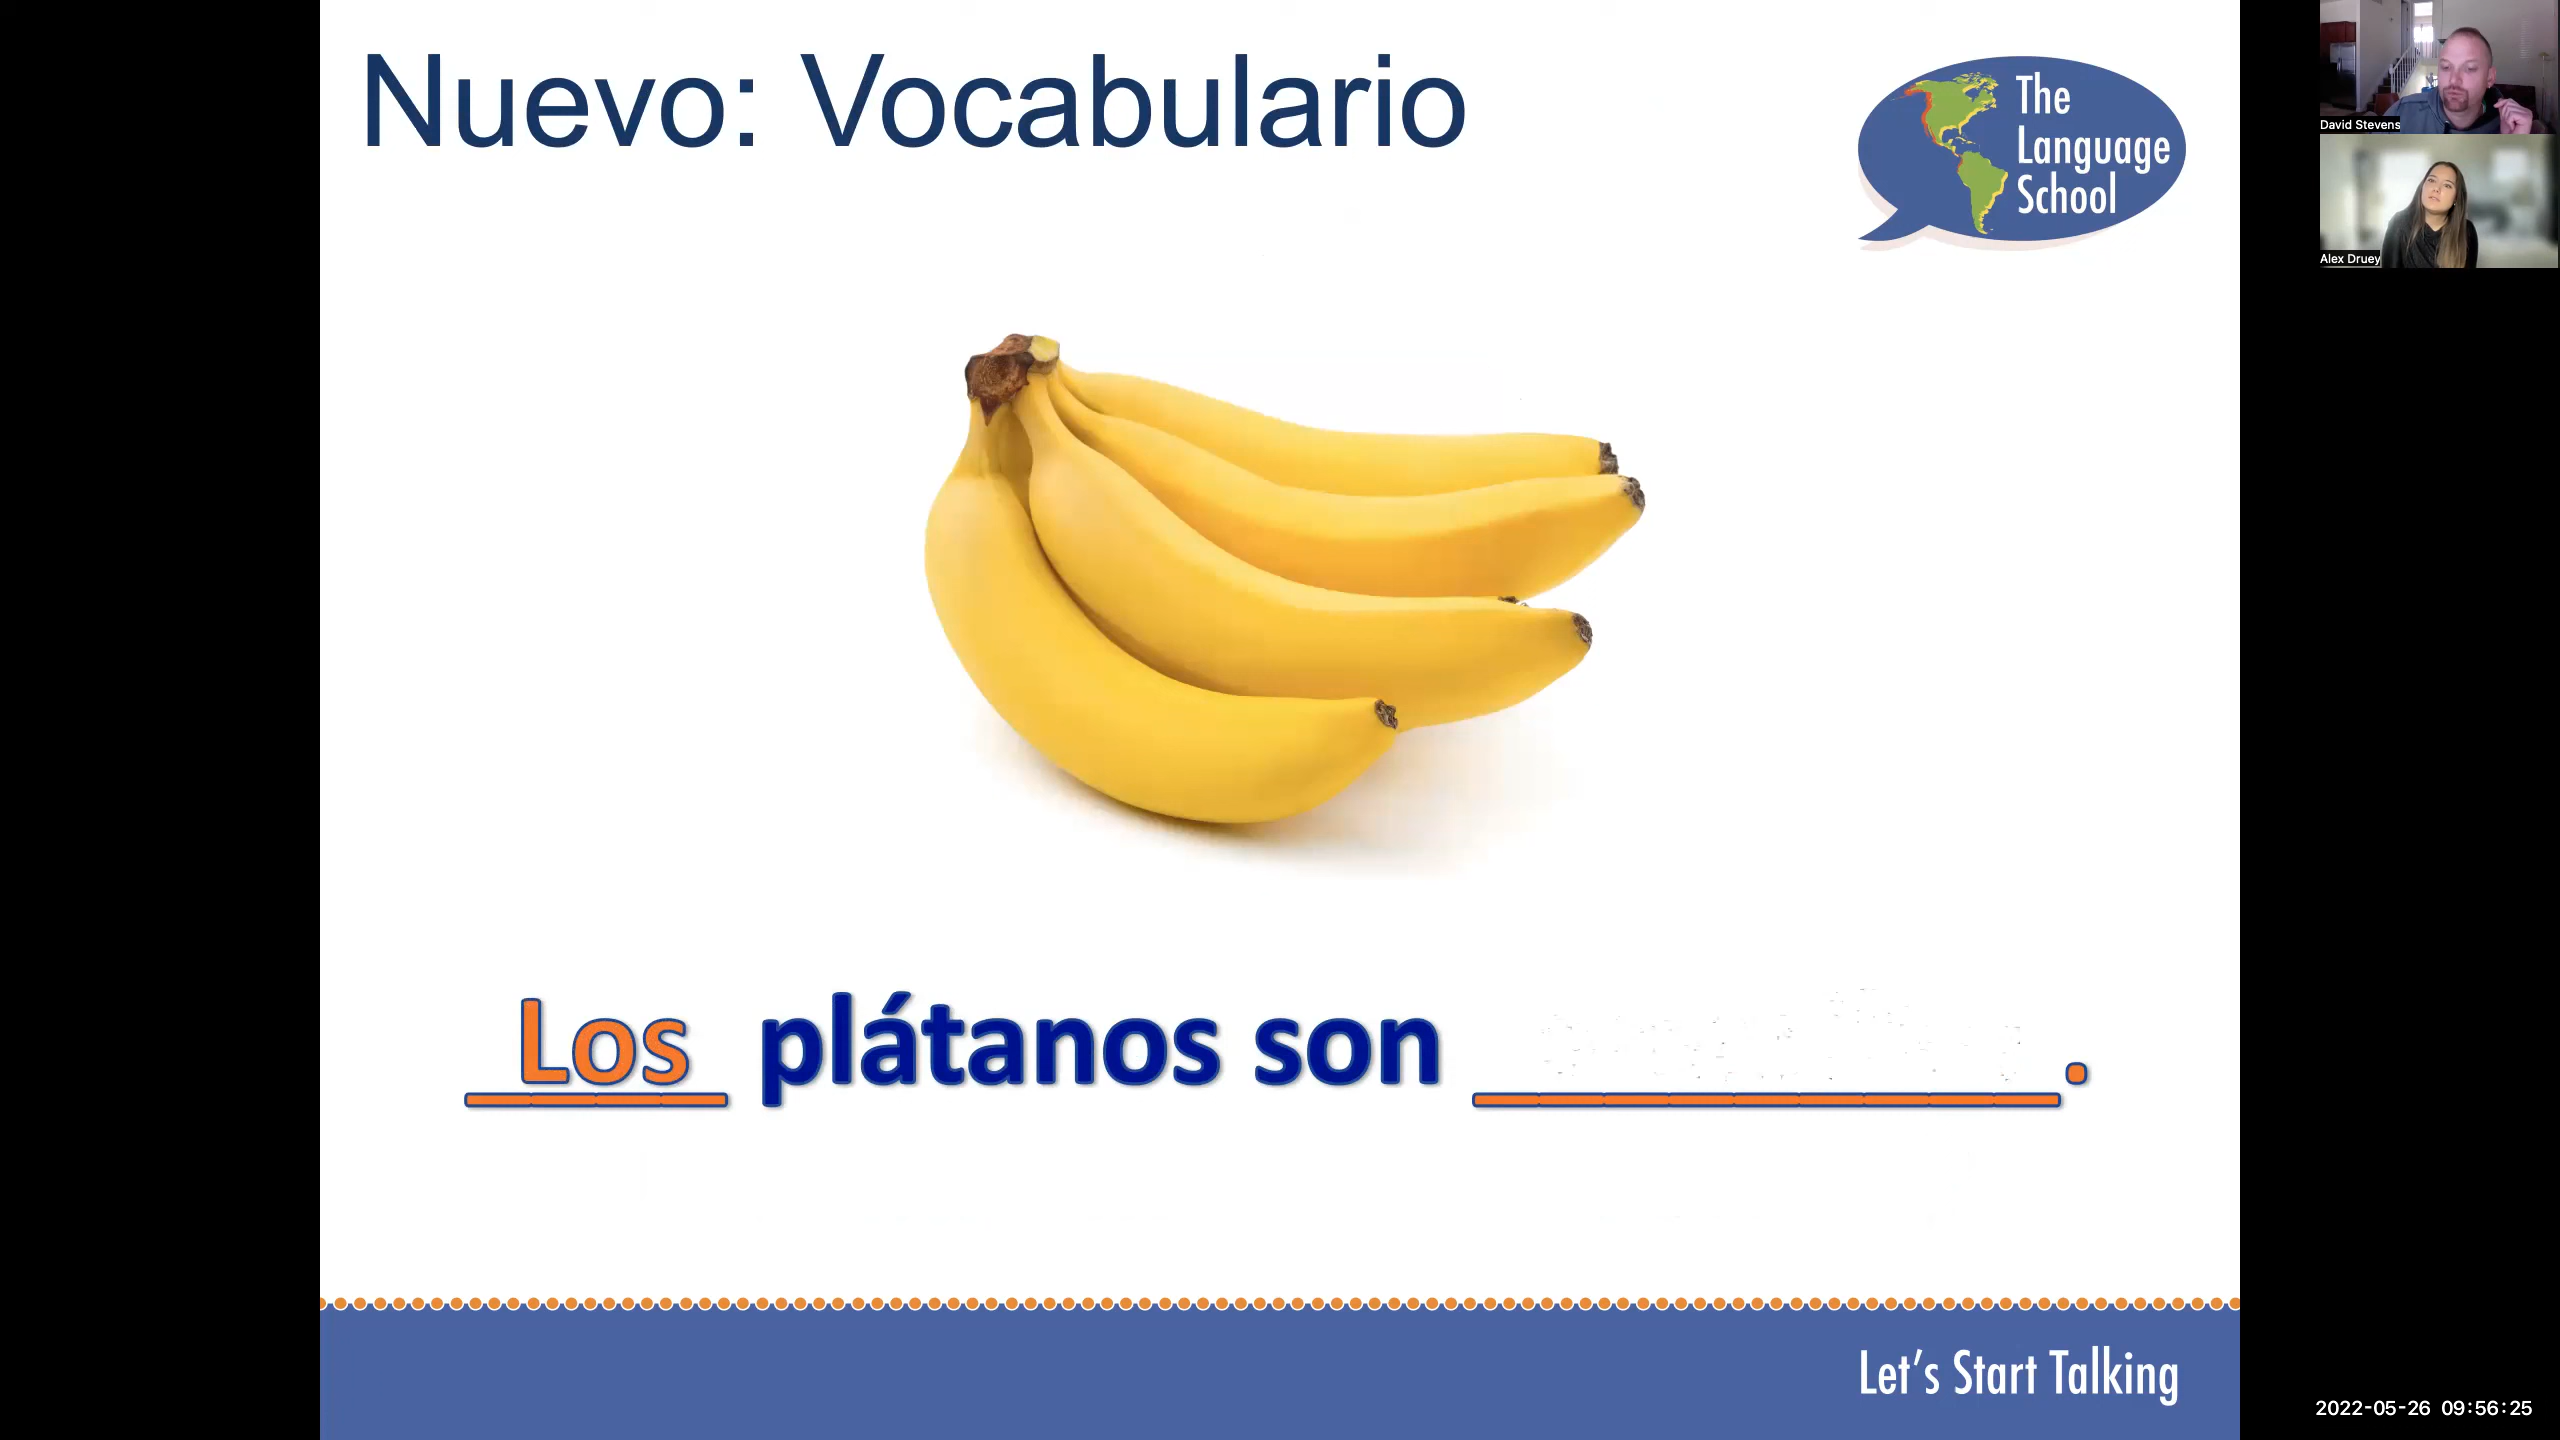 Nuevo: Vocabulario
The
Language
School
David Stevens
Alex Druey
Los plátanos son _________.
Let's Start Talking
2022-05-26 09:56:25